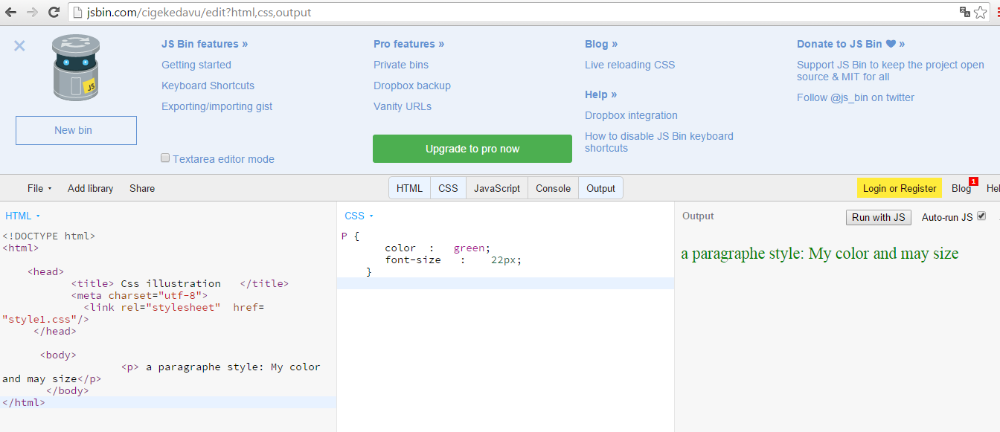 jsbin.com/cigekedavu/edit?html,css,output
JS Bin features »
Getting started
Keyboard Shortcuts
Exporting/importing gist
Pro features »
Private bins
Dropbox backup
Vanity URLs
Upgrade to pro now
Blog »
Live reloading CSS
Help »
Dropbox integration
How to disable JS Bin keyboard
shortcuts
Donate to JS Bin ♥ »
Support JS Bin to keep the project open
source & MIT for all
Follow @js_bin on twitter
JS
New bin
Textarea editor mode
File Add library Share HTML CSS JavaScript Console Output Login or Register Blog 1 Hel
HTML
<!DOCTYPE html>
<html>
<head>
<title> Css illustration </title>
<meta charset="utf-8">
<link rel="stylesheet" href=
"style1.css"/>
</head>
<body>
<p> a paragraphe style: My color
and may size</p>
</body>
</html>
CSS
P {
color : green;
font-size : 22px;
}
Output Run with JS Auto-run JS
a paragraphe style: My color and may size